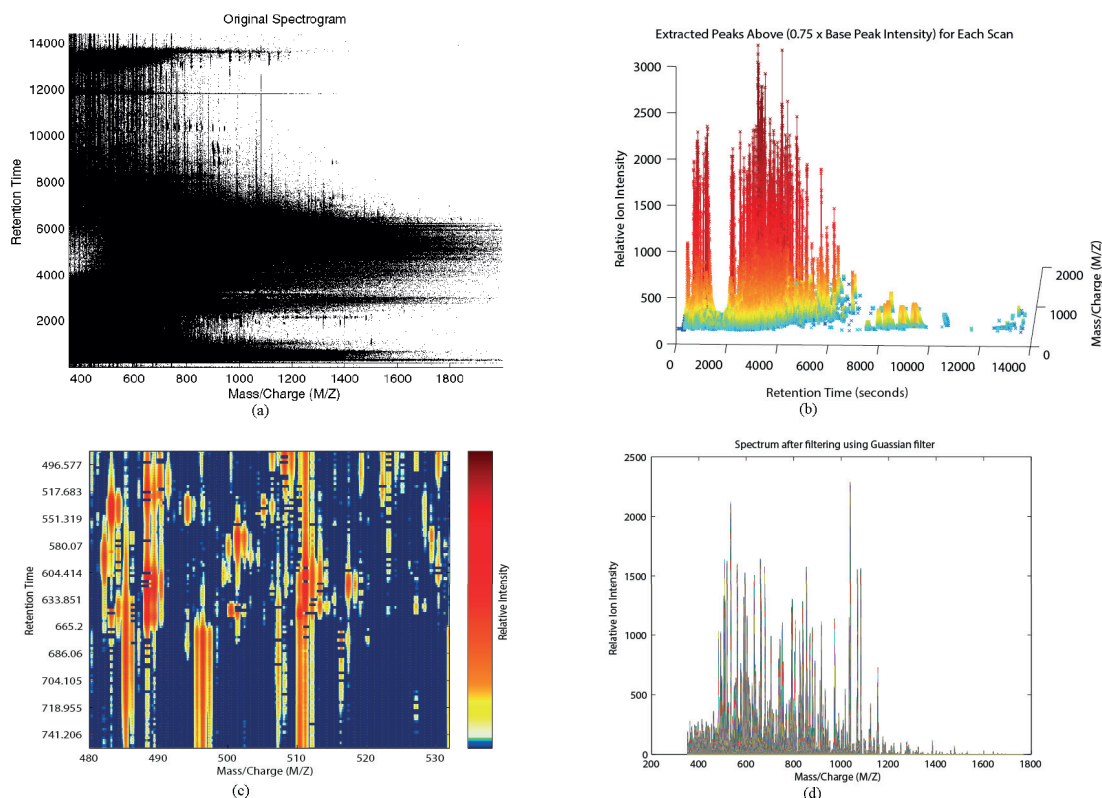 Original Spectrogram
14000
12000
10000
8000
6000
4000
2000
Retention Time
400 600 800 1000 1200 1400 1600 1800
Mass/Charge (M/Z)
(a)
Extracted Peaks Above (0.75 x Base Peak Intensity) for Each Scan
3000
2500
2000
1500
1000
500
0
Relative Ion Intensity
0 2000 4000 6000 8000 10000 12000 14000
Retention Time (seconds)
2000
1000
0
Mass/Charge (M/Z)
(b)
496.577
517.683
551.319
580.07
604.414
633.851
665.2
686.06
704.105
718.955
741.206
Retention Time
480 490 500 510 520 530
Mass/Charge (M/Z)
Relative Intensity
(c)
Spectrum after filtering using Guassian filter
2500
2000
1500
1000
500
0
Relative Ion Intensity
200 400 600 800 1000 1200 1400 1600 1800
Mass/Charge (M/Z)
(d)